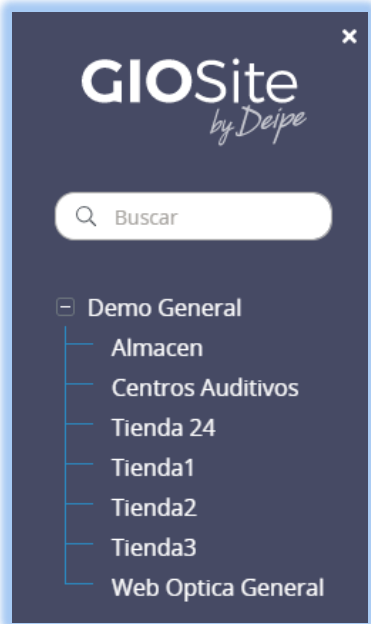 GIOSite
by Deipe
Buscar
Demo General
Almacen
Centros Auditivos
Tienda 24
Tienda1
Tienda2
Tienda3
Web Optica General